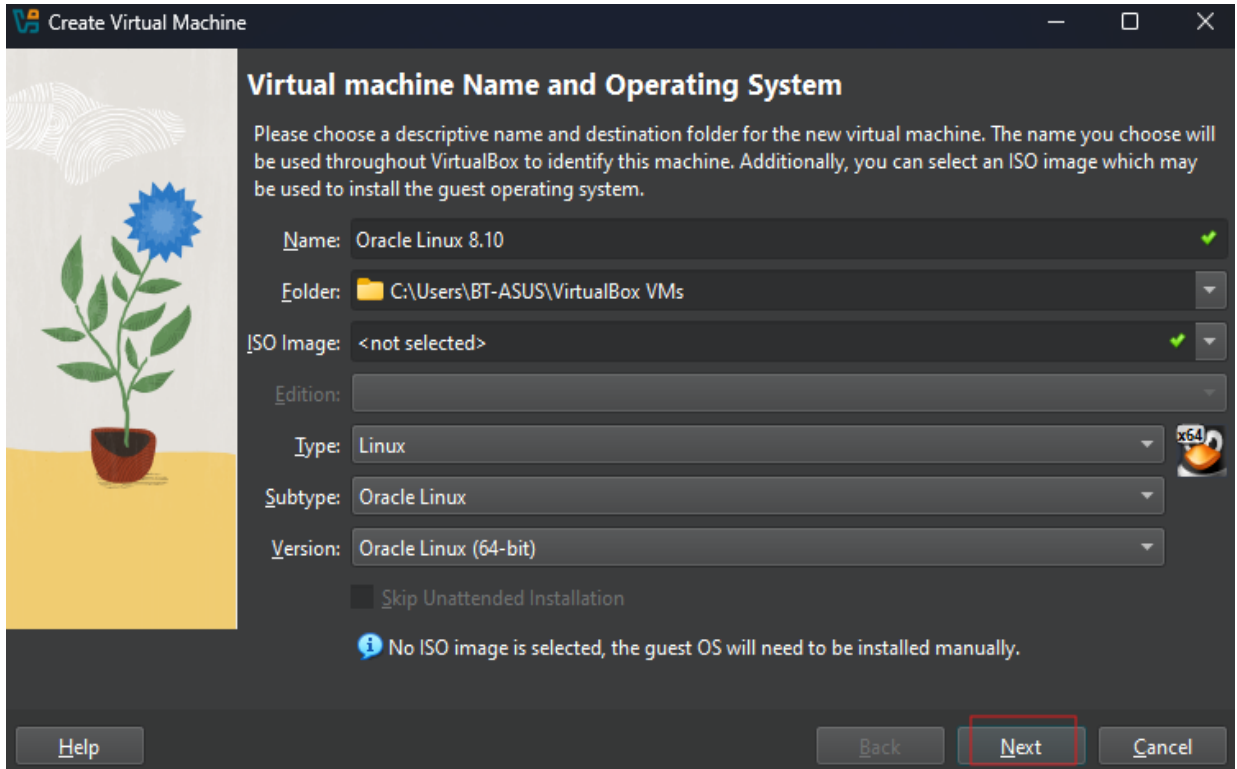 Create Virtual Machine
Virtual machine Name and Operating System
Please choose a descriptive name and destination folder for the new virtual machine. The name you choose will
be used throughout VirtualBox to identify this machine. Additionally, you can select an ISO image which may
be used to install the guest operating system.
Name: Oracle Linux 8.10
Folder: C:\Users\BT-ASUS\VirtualBox VMs
ISO Image: <not selected>
Edition:
Type: Linux
x64
Subtype: Oracle Linux
Version: Oracle Linux (64-bit)
Skip Unattended Installation
No ISO image is selected, the guest OS will need to be installed manually.
Help Back Next Cancel